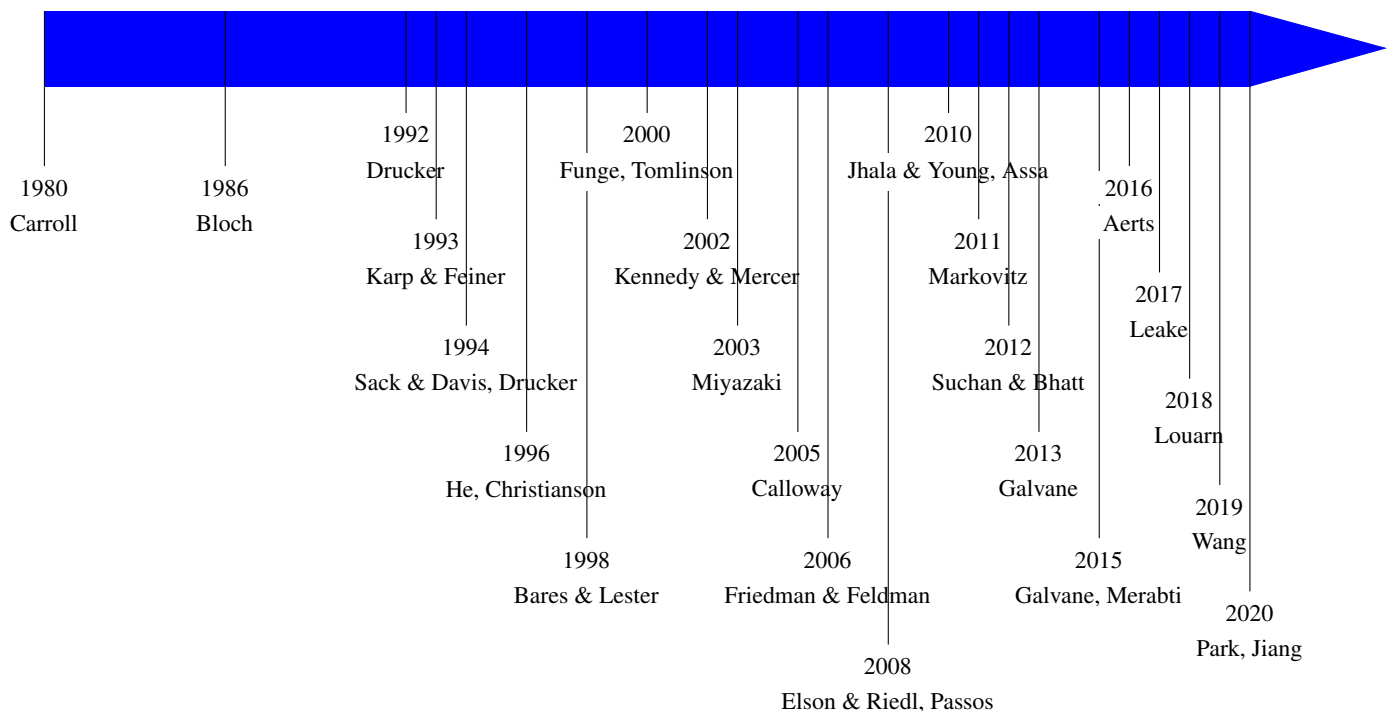 1980
Carroll
1986
Bloch
1992
Drucker
1993
Karp & Feiner
1994
Sack & Davis, Drucker
1996
He, Christianson
1998
Bares & Lester
2000
Funge, Tomlinson
2002
Kennedy & Mercer
2003
Miyazaki
2005
Calloway
2006
Friedman & Feldman
2008
Elson & Riedl, Passos
2010
Jhala & Young, Assa
2011
Markovitz
2012
Suchan & Bhatt
2013
Galvane
2015
Galvane, Merabti
2016
Aerts
2017
Leake
2018
Louarn
2019
Wang
2020
Park, Jiang